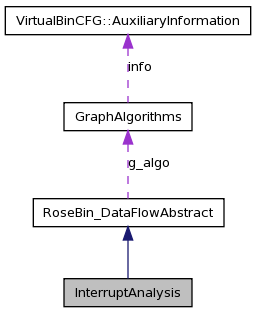 VirtualBinCFG::AuxiliaryInformation
info
GraphAlgorithms
g_algo
RoseBin_DataFlowAbstract
InterruptAnalysis